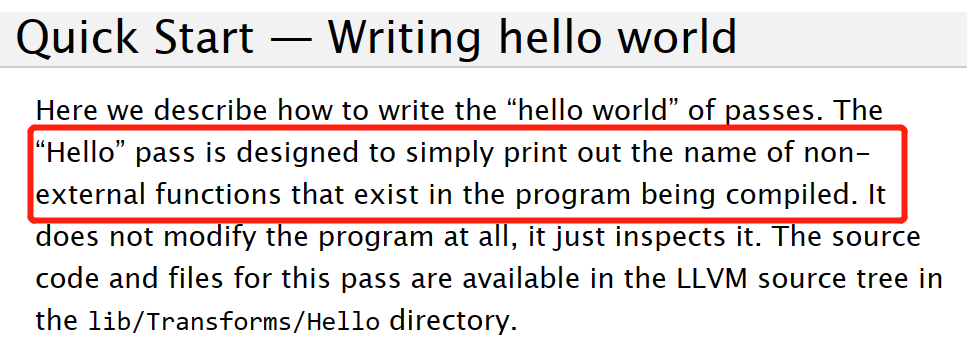 Quick Start — Writing hello world
Here we describe how to write the “hello world” of passes. The
“Hello” pass is designed to simply print out the name of non-
external functions that exist in the program being compiled. It
does not modify the program at all, it just inspects it. The source
code and files for this pass are available in the LLVM source tree in
the lib/Transforms/Hello directory.